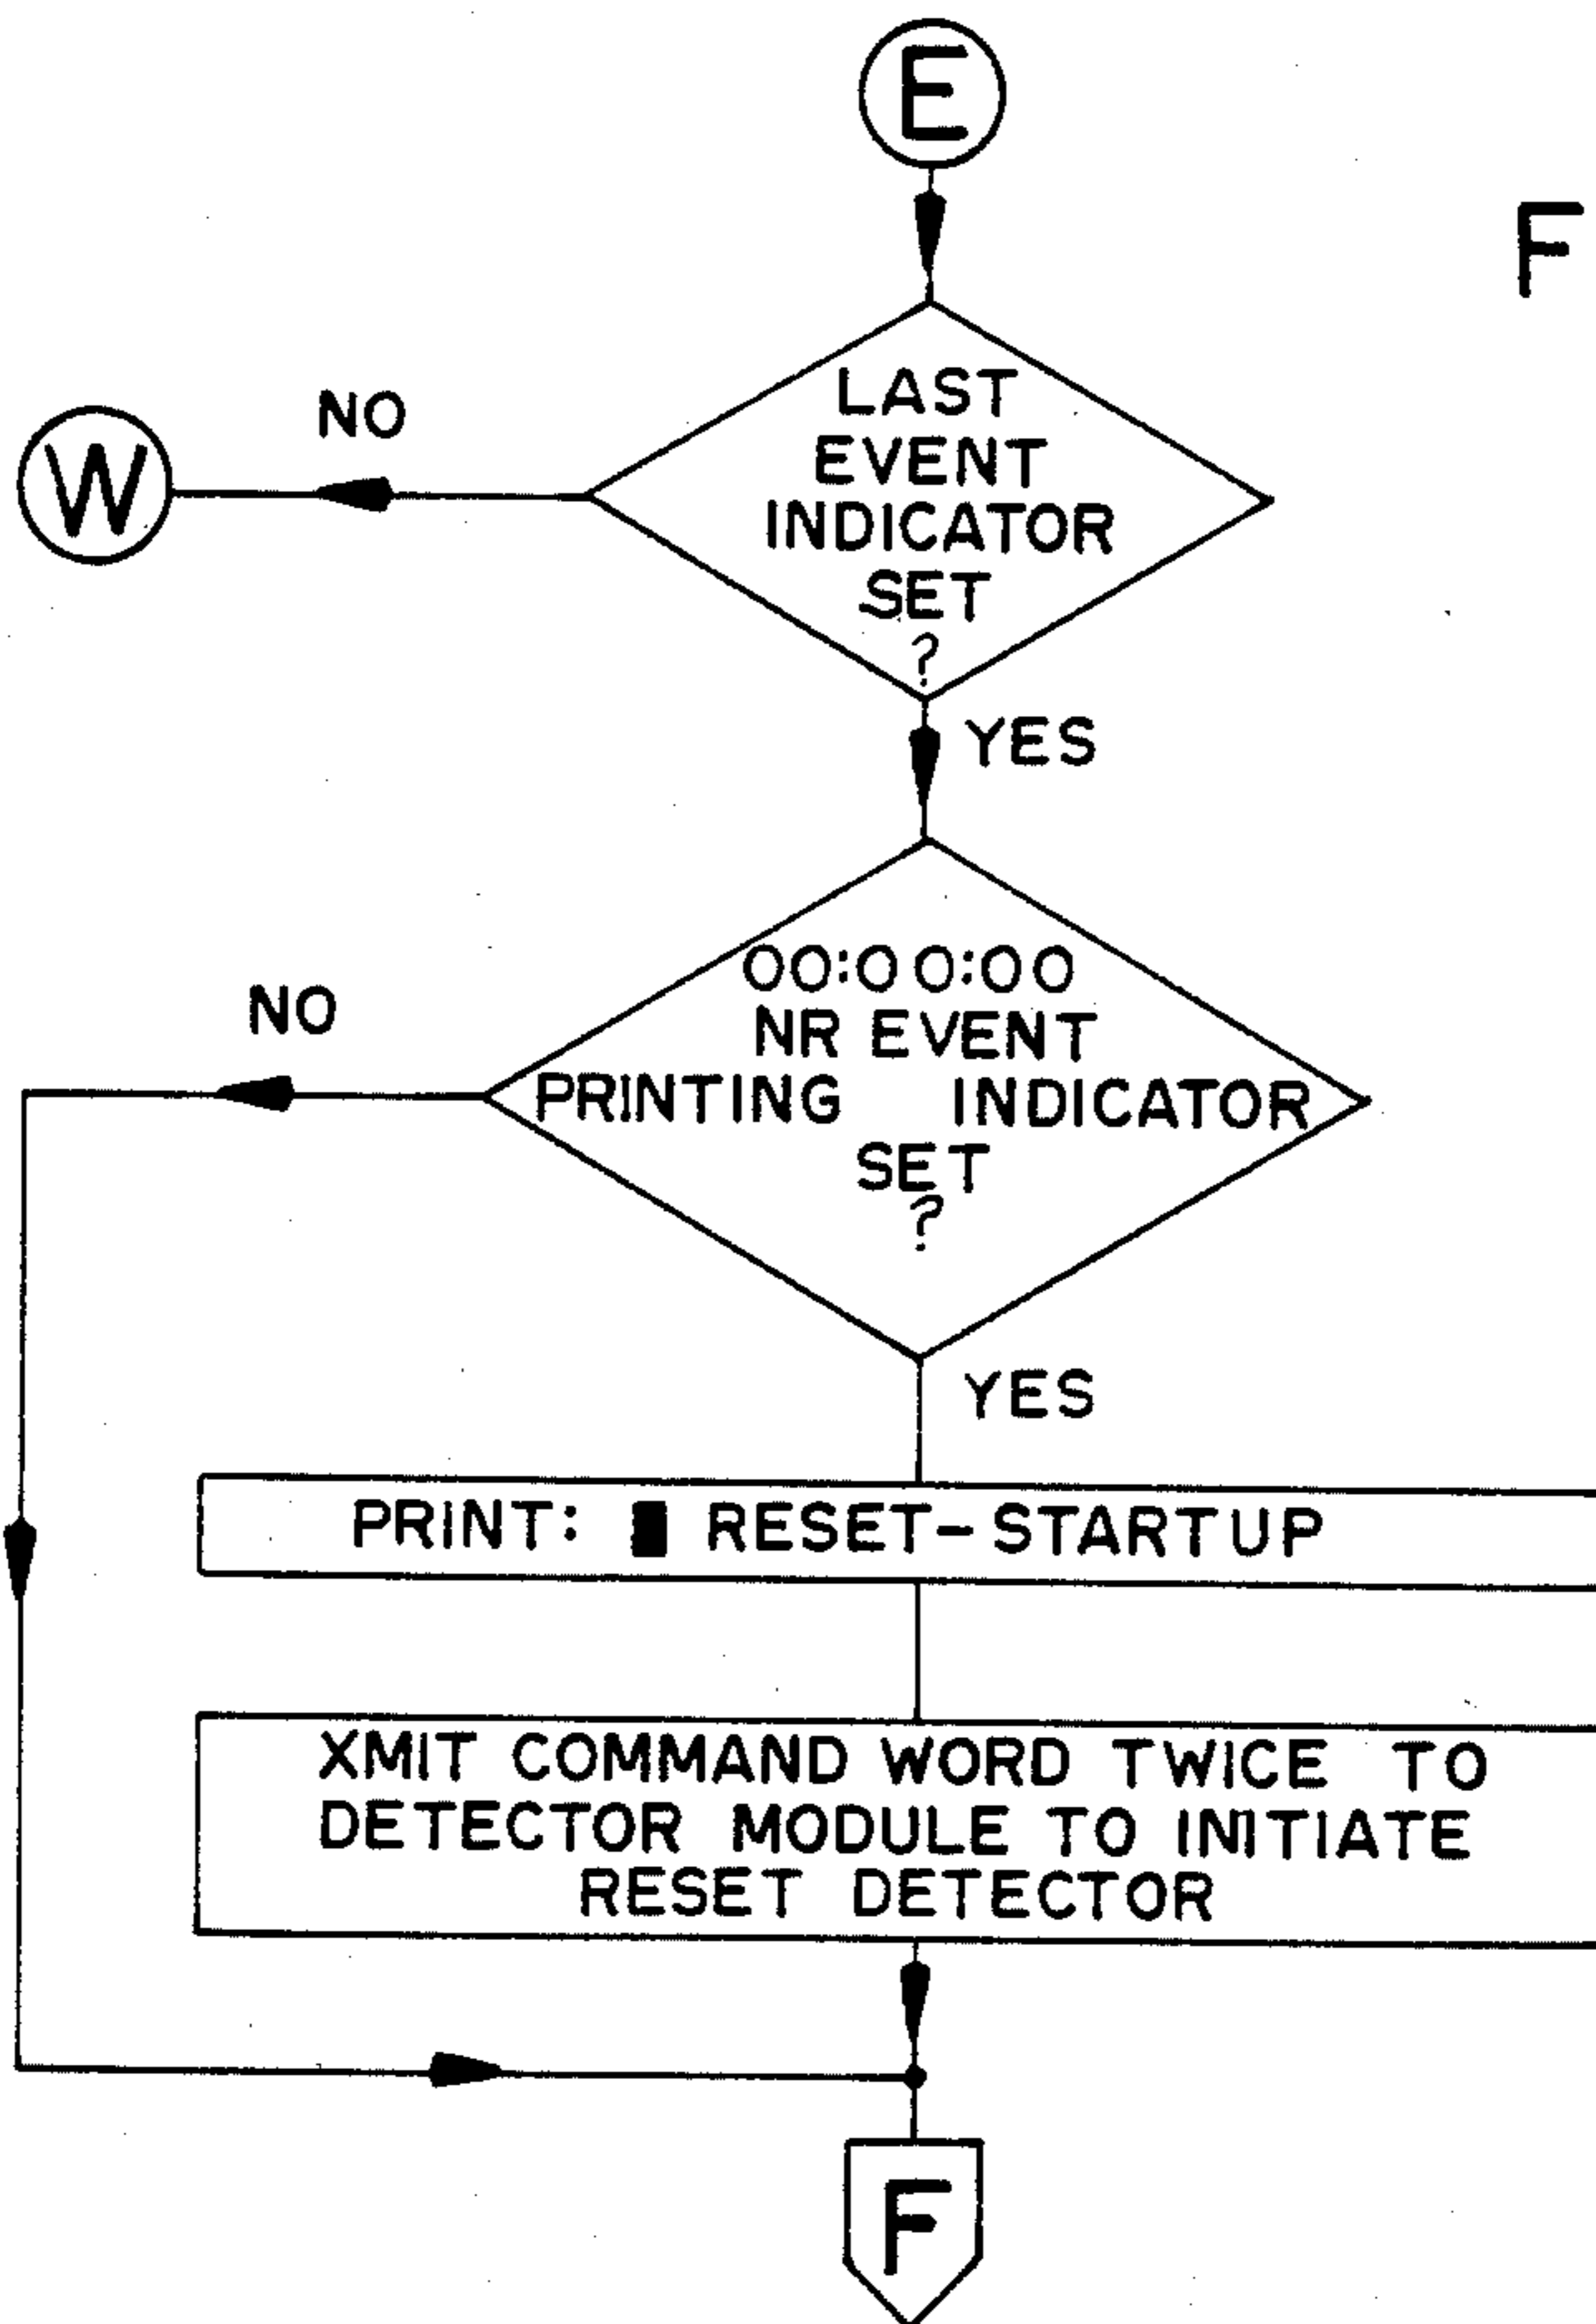 E
F
LAST
EVENT
INDICATOR
SET
?
NO
W
YES
00:00:00
NR EVENT
PRINTING INDICATOR
SET
?
NO
YES
PRINT: █ RESET-STARTUP
XMIT COMMAND WORD TWICE TO
DETECTOR MODULE TO INITIATE
RESET DETECTOR
F